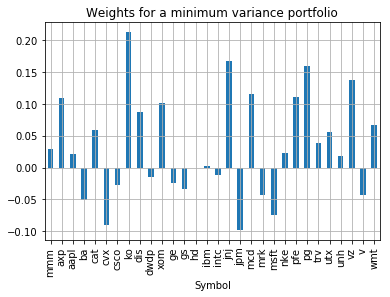 Weights for a minimum variance portfolio
0.20
0.15
0.10
0.05
0.00
−0.05
−0.10
mmm
axp
aapl
ba
cat
cvx
csco
ko
dis
dwdp
xom
ge
gs
hd
ibm
intc
jnj
jpm
mcd
mrk
msft
nke
pfe
pg
trv
utx
unh
vz
v
wmt
Symbol